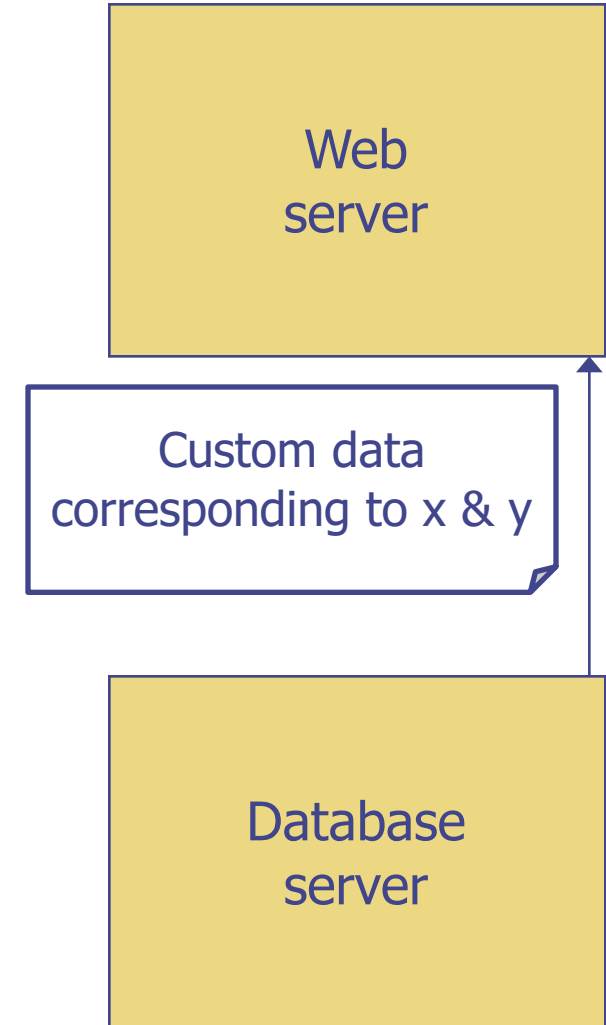 Web
server
Custom data
corresponding to x & y
Database
server